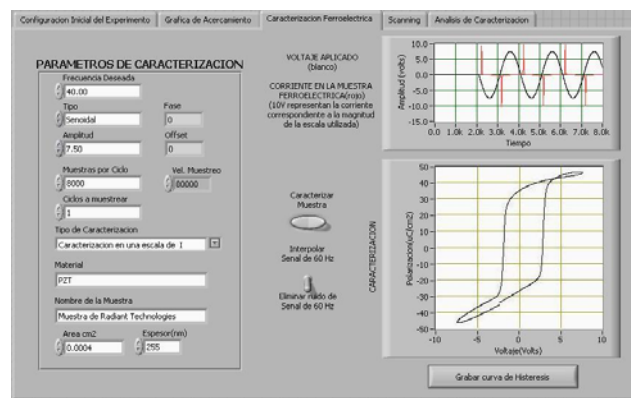 Configuracion Inicial del Experimento
Grafica de Acercamiento
Caracterizacion Ferroelectrica
Scanning
Analisis de Caracterizacion
PARAMETROS DE CARACTERIZACION
Frecuencia Deseada
40.00
Tipo
Fase
Senoidal
0
Amplitud
Offset
7.50
0
Muestras por Ciclo
Vel. Muestreo
8000
80000
Ciclos a muestrear
1
Tipo de Caracterizacion
Caracterizacion en una escala de I
Material
PZT
Nombre de la Muestra
Muestra de Radiant Technologies
Area cm2
Espesor(nm)
0.0004
255
VOLTAJE APLICADO
(blanco)
CORRIENTE EN LA MUESTRA
FERROELECTRICA(rojo)
(10V representan la corriente
correspondente a la magnitud
de la escala utilizada)
Caracterizar
Muestra
Interpolar
Senal de 60 Hz
Eliminar ruido de
Senal de 60 Hz
CARACTERIZACION
Amplitud (volts)
10.0
5.0
0.0
-5.0
-10.0
-15.0
0.0 1.0k 2.0k 3.0k 4.0k 5.0k 6.0k 7.0k 8.0k
Tiempo
Polarizacion(uC/cm2)
50
40
30
20
10
0
-10
-20
-30
-40
-50
-10 -5 0 5 10
Voltaje(Volts)
Grabar curva de Histeresis